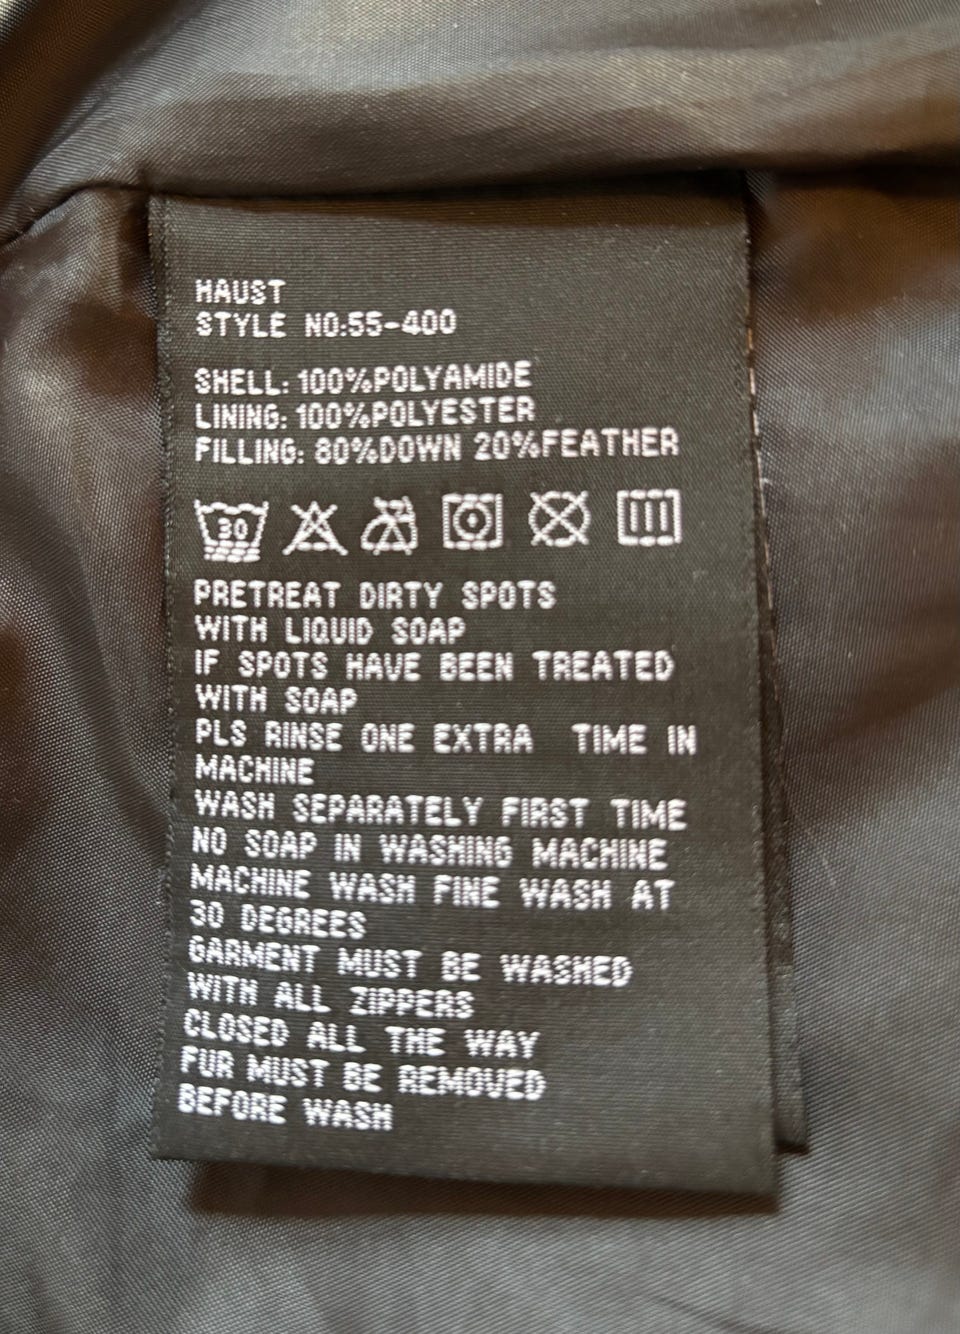 HAUST
STYLE NO:55-400
SHELL: 100%POLYAMIDE
LINING: 100%POLYESTER
FILLING: 80%DOWN 20%FEATHER
30
PRETREAT DIRTY SPOTS
WITH LIQUID SOAP
IF SPOTS HAVE BEEN TREATED
WITH SOAP
PLS RINSE ONE EXTRA TIME IN
MACHINE
WASH SEPARATELY FIRST TIME
NO SOAP IN WASHING MACHINE
MACHINE WASH FINE WASH AT
30 DEGREES
GARMENT MUST BE WASHED
WITH ALL ZIPPERS
CLOSED ALL THE WAY
FUR MUST BE REMOVED
BEFORE WASH